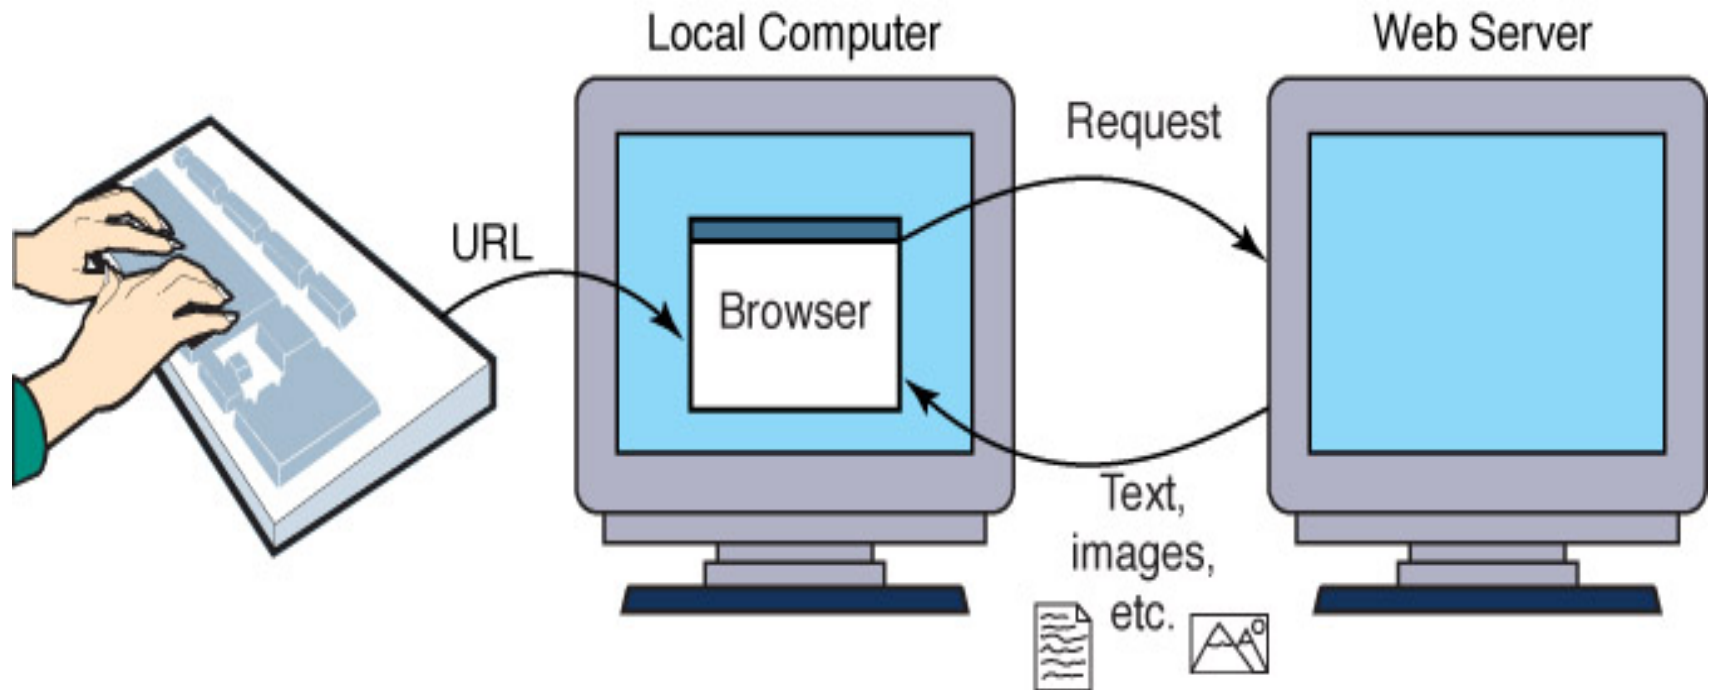 Local Computer
Web Server
Request
URL
Browser
Text,
images,
etc.